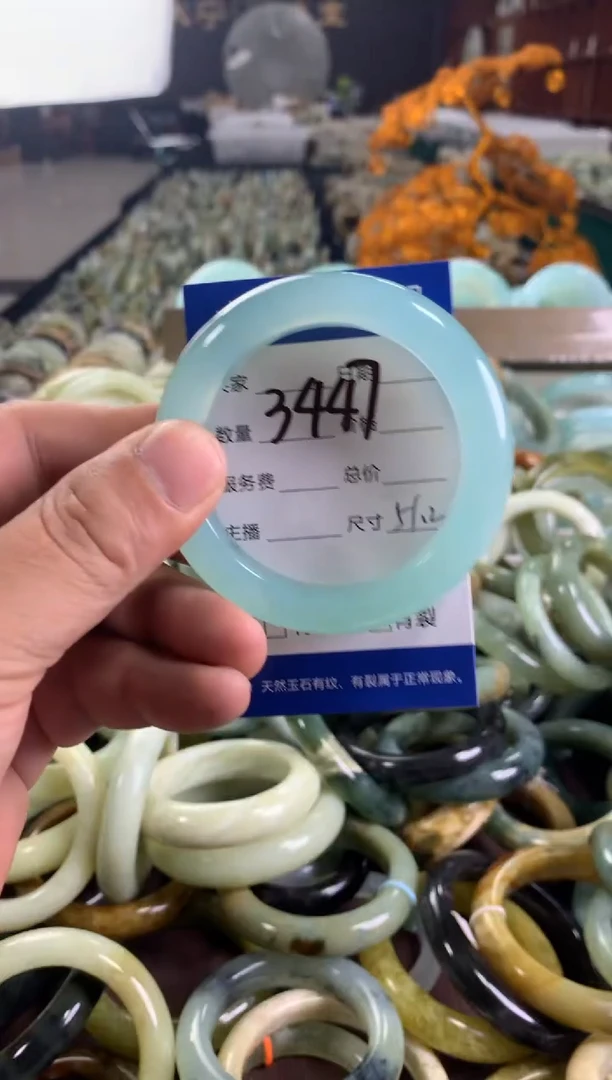 3447
数量
服务费 总价
主播 尺寸
有裂
天然玉石有纹、有裂属于正常现象。